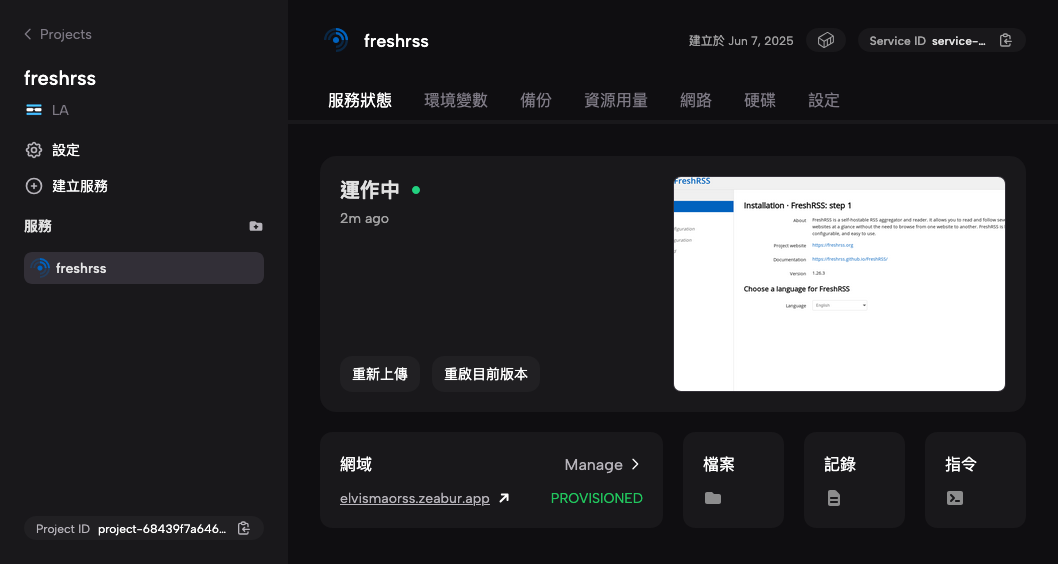 Projects
freshrss
LA
設定
建立服務
服務
freshrss
Project ID project-68439f7a646...
freshrss
建立於 Jun 7, 2025
Service ID service-...
服務狀態 環境變數 備份 資源用量 網路 硬碟 設定
運作中
2m ago
重新上傳 重啟目前版本
FreshRSS
Installation · FreshRSS: step 1
About FreshRSS is a self-hostable RSS aggregator and reader. It allows you to read and follow
websites at a glance without the need to browse from one website to another. FreshRSS is
configurable, and easy to use.
Project website https://freshrss.org
Documentation https://freshrss.github.io/FreshRSS/
Version 1.26.3
Choose a language for FreshRSS
Language English
網域 Manage
elvismaorss.zeabur.app PROVISIONED
檔案
記錄
指令